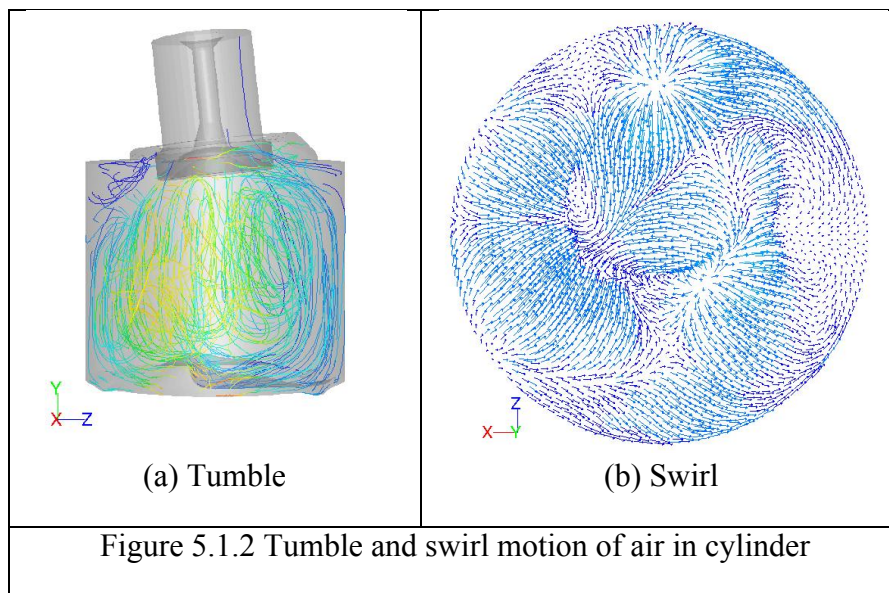 Y
X Z
(a) Tumble
Z
X Y
(b) Swirl
Figure 5.1.2 Tumble and swirl motion of air in cylinder